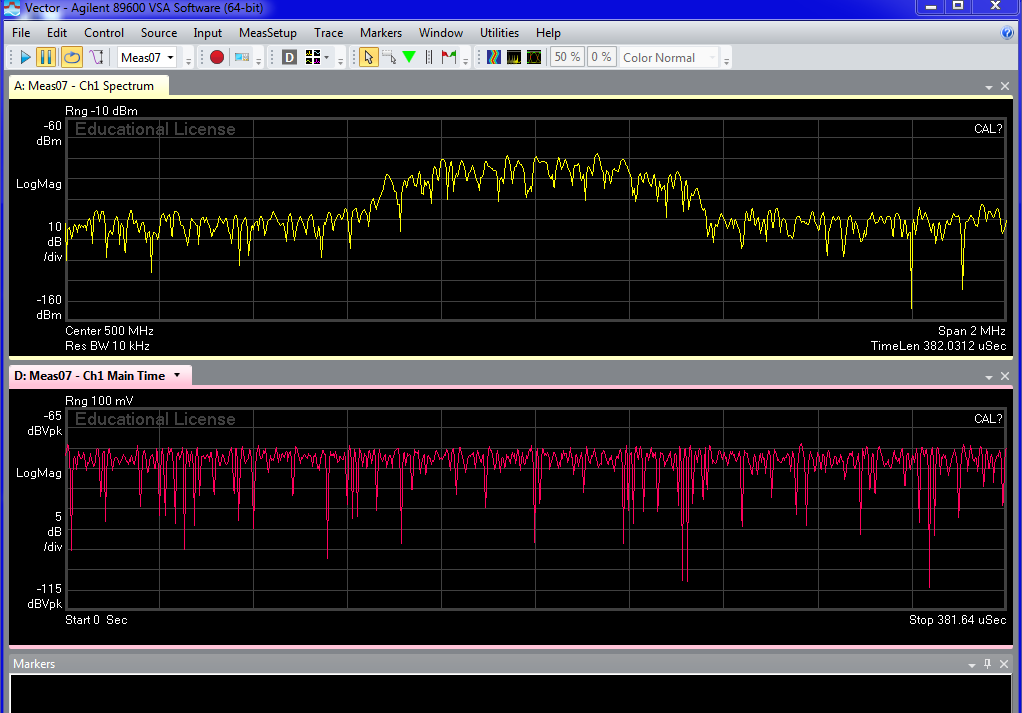 Vector - Agilent 89600 VSA Software (64-bit)
File Edit Control Source Input MeasSetup Trace Markers Window Utilities Help
Meas07 D 50 % 0 % Color Normal
A: Meas07 - Ch1 Spectrum
Rng -10 dBm
-60
dBm
Educational License
CAL?
LogMag
10
dB
/div
-160
dBm
Center 500 MHz
Span 2 MHz
Res BW 10 kHz
TimeLen 382.0312 uSec
D: Meas07 - Ch1 Main Time
Rng 100 mV
-65
dBVpk
Educational License
CAL?
LogMag
5
dB
/div
-115
dBVpk
Start 0 Sec
Stop 381.64 uSec
Markers